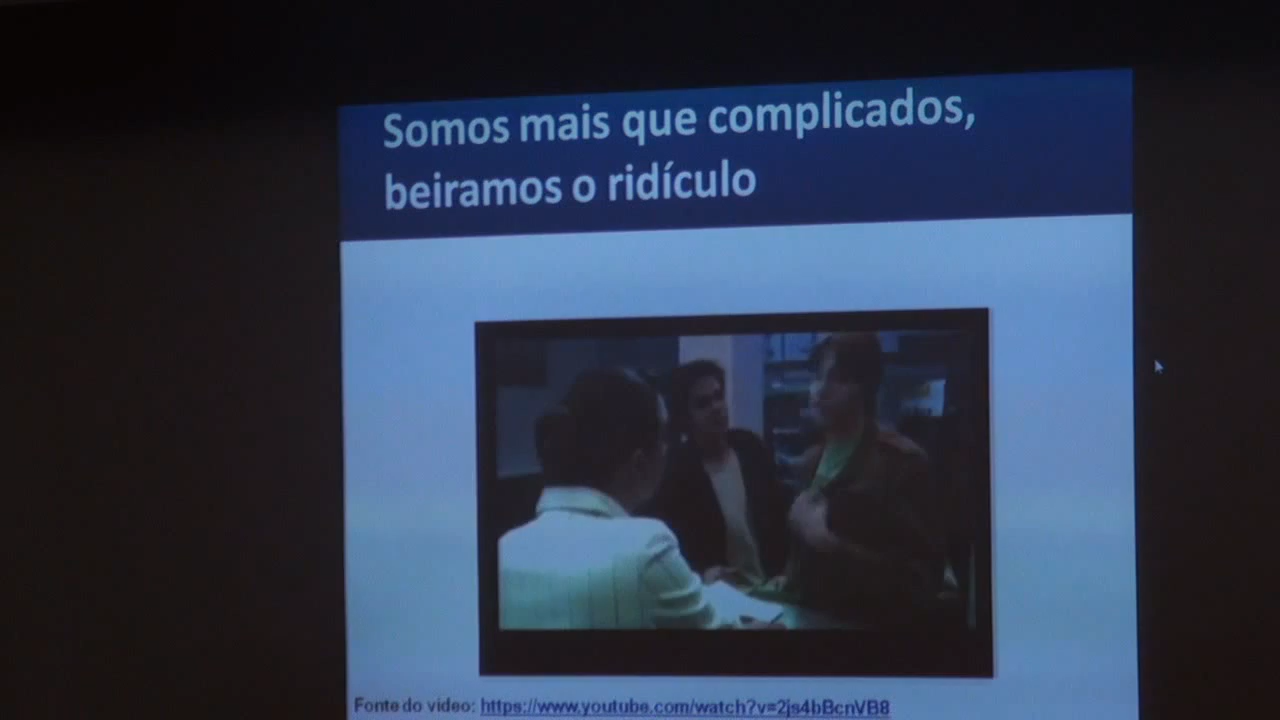 Somos mais que complicados,
beiramos o ridículo
Fonte do vídeo: https://www.youtube.com/watch?v=2js4bBcnVB8